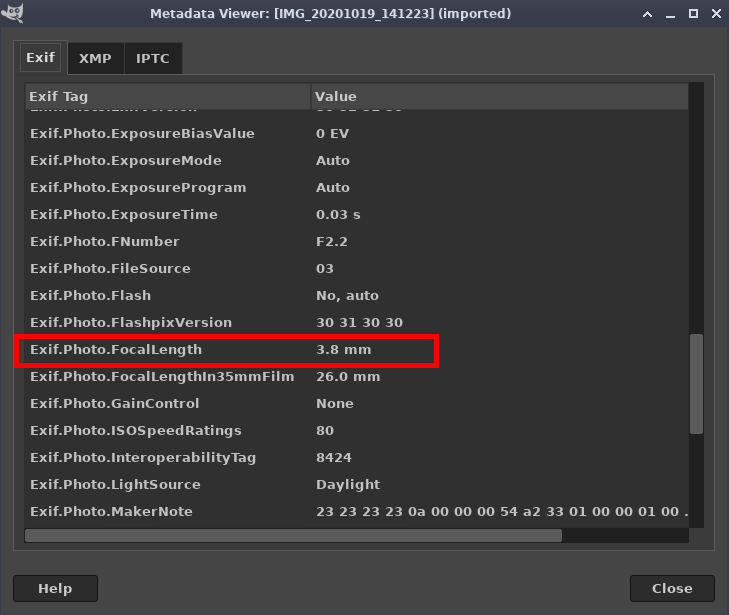 Metadata Viewer: [IMG_20201019_141223] (imported)
Exif XMP IPTC
Exif Tag Value
Exif.Photo.ExposureBiasValue 0 EV
Exif.Photo.ExposureMode Auto
Exif.Photo.ExposureProgram Auto
Exif.Photo.ExposureTime 0.03 s
Exif.Photo.FNumber F2.2
Exif.Photo.FileSource 03
Exif.Photo.Flash No, auto
Exif.Photo.FlashpixVersion 30 31 30 30
Exif.Photo.FocalLength 3.8 mm
Exif.Photo.FocalLengthIn35mmFilm 26.0 mm
Exif.Photo.GainControl None
Exif.Photo.ISOSpeedRatings 80
Exif.Photo.InteroperabilityTag 8424
Exif.Photo.LightSource Daylight
Exif.Photo.MakerNote 23 23 23 23 0a 00 00 00 54 a2 33 01 00 00 01 00 .
Help Close